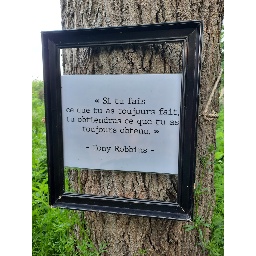 « Si tu fais
ce que tu as toujours fait,
tu obtiendras ce que tu as
toujours obtenu. »
- Tony Robbins -